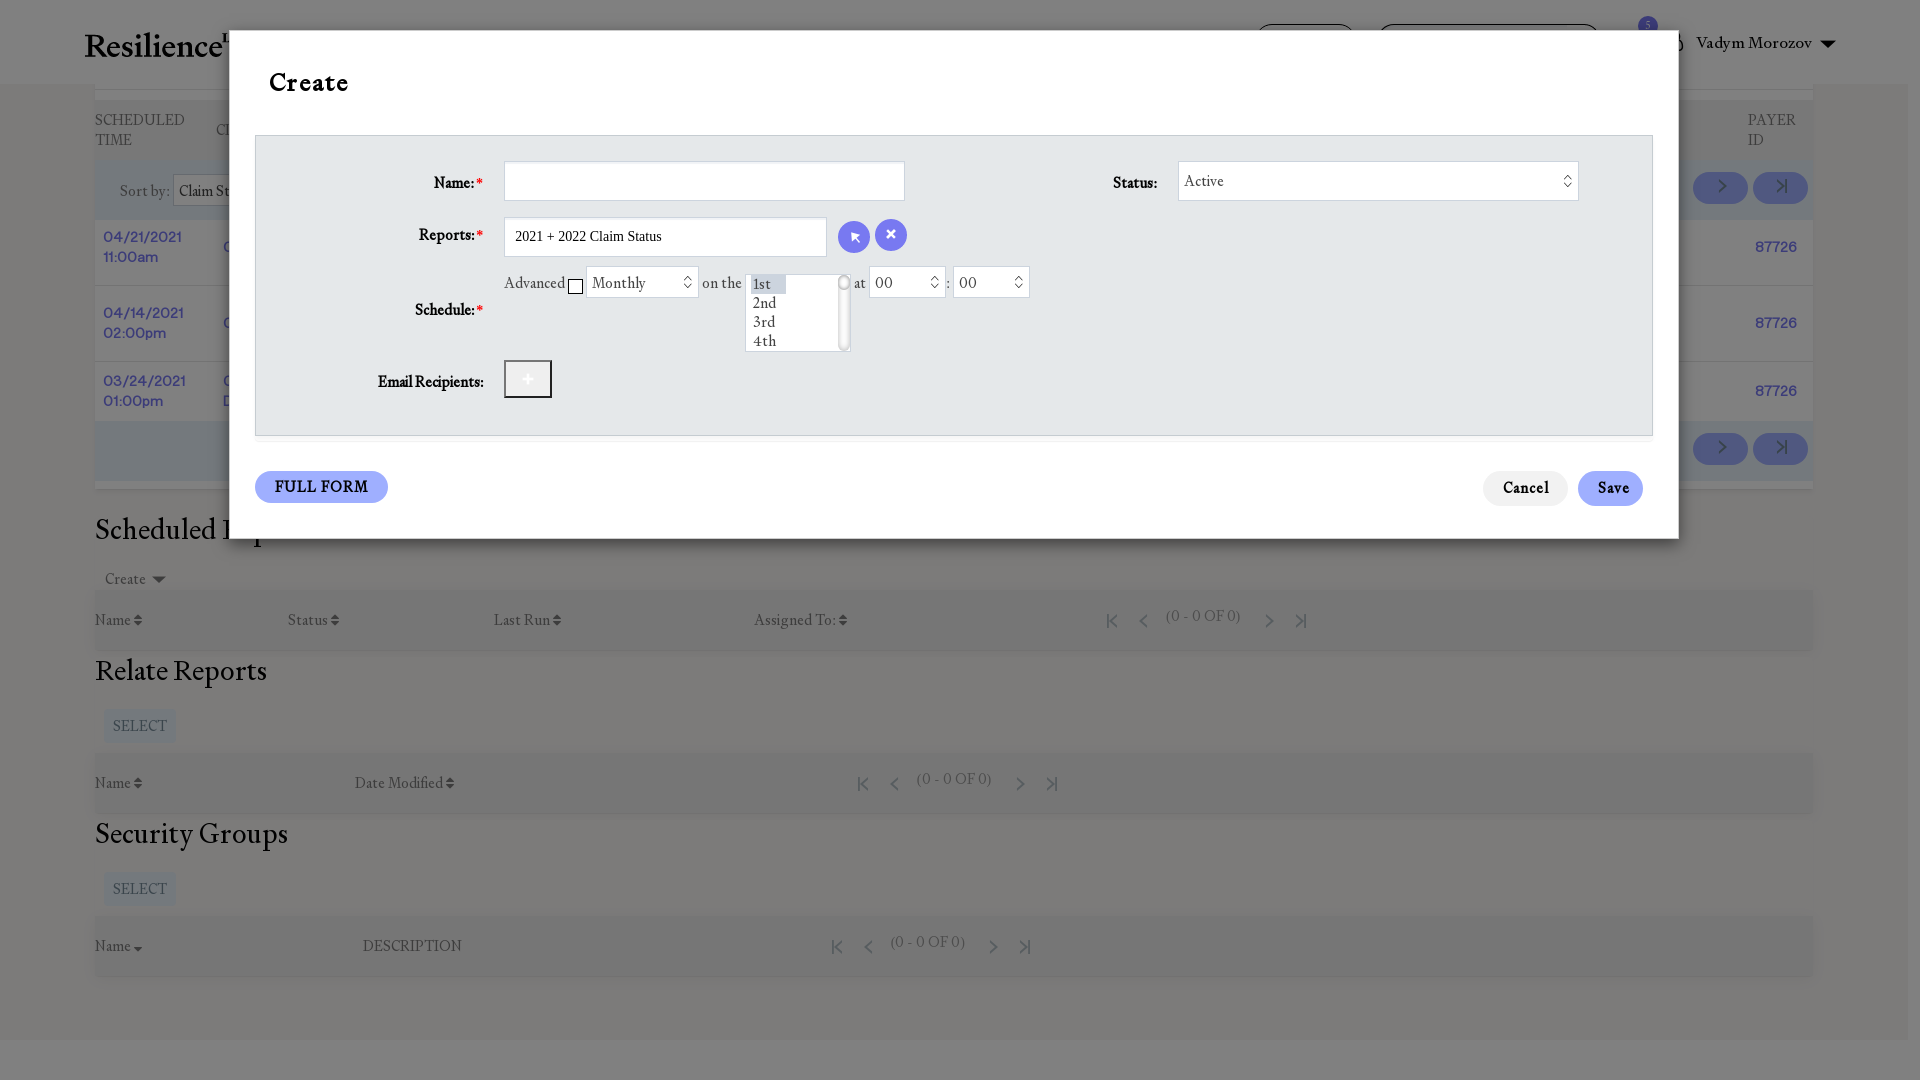 Resilience
5
Vadym Morozov
Create
SCHEDULED
TIME
PAYER
ID
Name:*
Status:
Active
Sort by:
Claim St
Reports:*
2021 + 2022 Claim Status
04/21/2021
11:00am
87726
Advanced
Monthly
on the
1st
2nd
3rd
4th
at
00
:
00
Schedule:*
04/14/2021
02:00pm
87726
Email Recipients:
+
03/24/2021
01:00pm
87726
FULL FORM
Cancel
Save
Scheduled
Create
Name
Status
Last Run
Assigned To:
(0 - 0 OF 0)
Relate Reports
SELECT
Name
Date Modified
(0 - 0 OF 0)
Security Groups
SELECT
Name
DESCRIPTION
(0 - 0 OF 0)